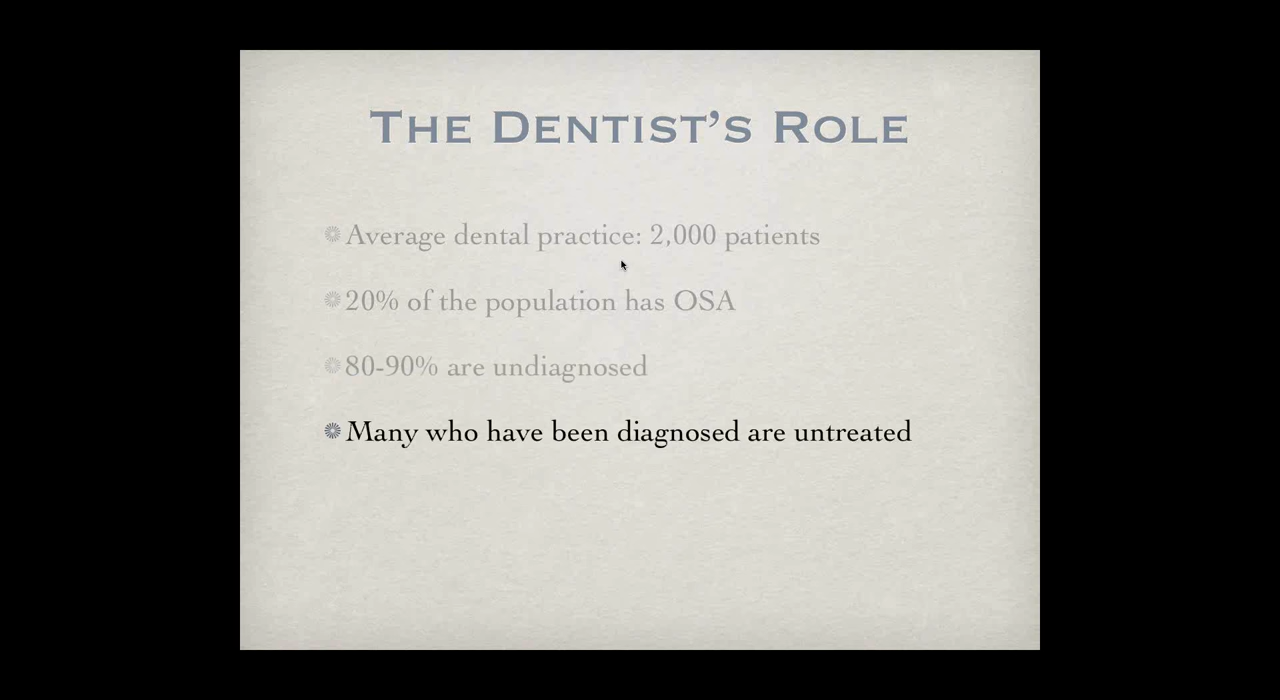 The Dentist's Role
Average dental practice: 2,000 patients
20% of the population has OSA
80-90% are undiagnosed
Many who have been diagnosed are untreated